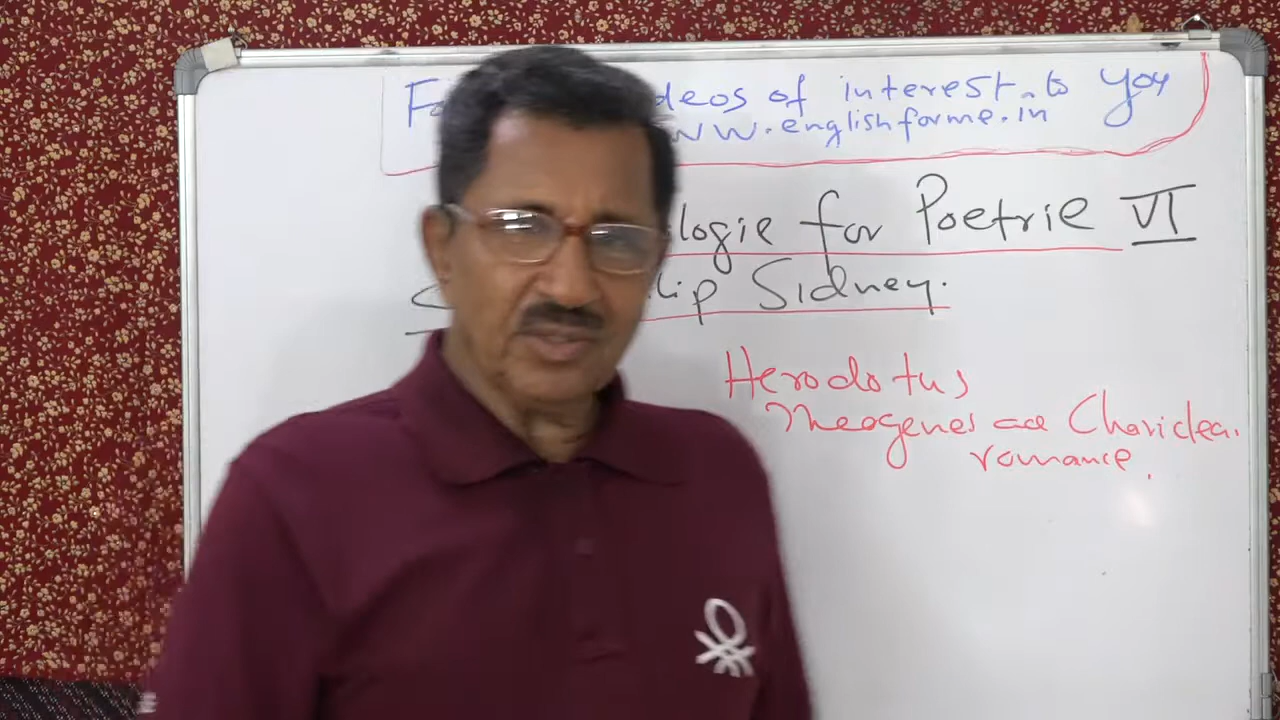 Fo deos of interest to you
WW.englishforme.in
logie for Poetrie VI
S lip Sidney.
Herodotus
Theogenes and Chariclea.
romance.